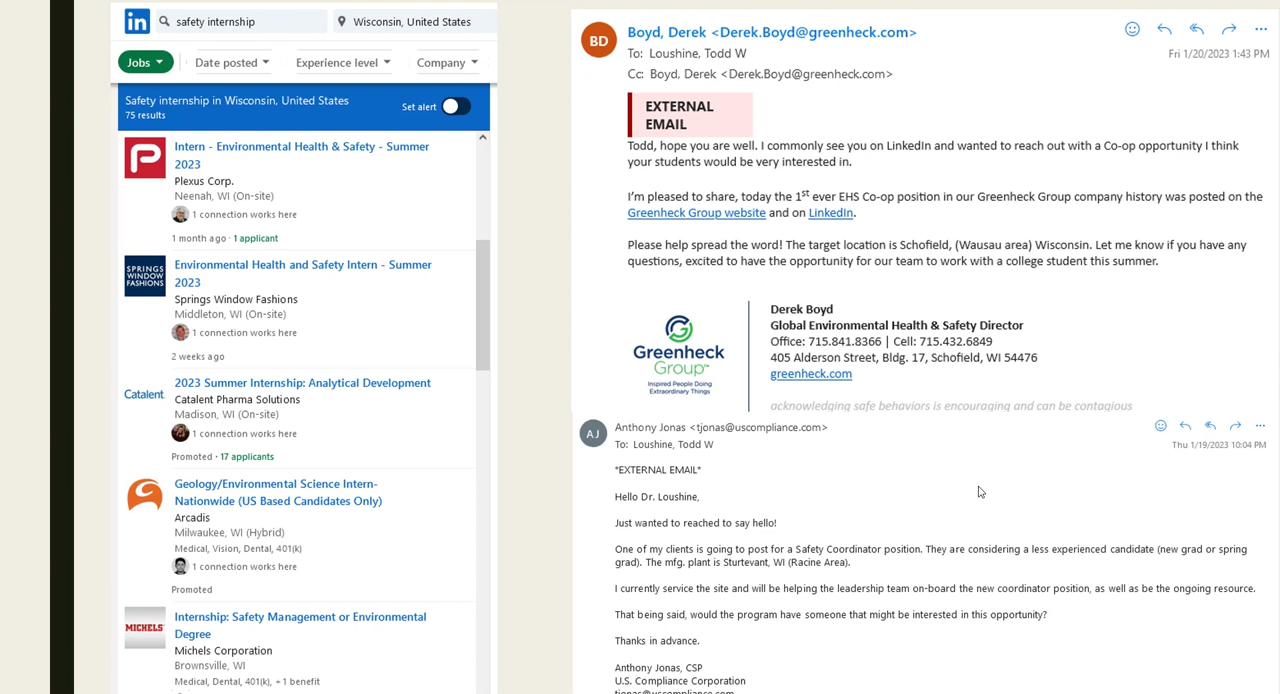 in
safety internship
Wisconsin, United States
Jobs
Date posted
Experience level
Company
Safety internship in Wisconsin, United States
75 results
Set alert
Intern - Environmental Health & Safety - Summer
2023
Plexus Corp.
Neenah, WI (On-site)
1 connection works here
1 month ago · 1 applicant
SPRINGS
WINDOW
FASHIONS
Environmental Health and Safety Intern - Summer
2023
Springs Window Fashions
Middleton, WI (On-site)
1 connection works here
2 weeks ago
Catalent
2023 Summer Internship: Analytical Development
Catalent Pharma Solutions
Madison, WI (On-site)
1 connection works here
Promoted · 17 applicants
Geology/Environmental Science Intern-
Nationwide (US Based Candidates Only)
Arcadis
Milwaukee, WI (Hybrid)
Medical, Vision, Dental, 401(k)
1 connection works here
Promoted
MICHELS
Internship: Safety Management or Environmental
Degree
Michels Corporation
Brownsville, WI
Medical, Dental, 401(k), + 1 benefit
BD
Boyd, Derek <Derek.Boyd@greenheck.com>
To: Loushine, Todd W
Cc: Boyd, Derek <Derek.Boyd@greenheck.com>
Fri 1/20/2023 1:43 PM
EXTERNAL
EMAIL
Todd, hope you are well. I commonly see you on LinkedIn and wanted to reach out with a Co-op opportunity I think
your students would be very interested in.
I'm pleased to share, today the 1st ever EHS Co-op position in our Greenheck Group company history was posted on the
Greenheck Group website and on LinkedIn.
Please help spread the word! The target location is Schofield, (Wausau area) Wisconsin. Let me know if you have any
questions, excited to have the opportunity for our team to work with a college student this summer.
Greenheck
Group™
Inspired People Doing
Extraordinary Things
Derek Boyd
Global Environmental Health & Safety Director
Office: 715.841.8366 | Cell: 715.432.6849
405 Alderson Street, Bldg. 17, Schofield, WI 54476
greenheck.com
acknowledging safe behaviors is encouraging and can be contagious
AJ
Anthony Jonas <tjonas@uscompliance.com>
To: Loushine, Todd W
Thu 1/19/2023 10:04 PM
*EXTERNAL EMAIL*
Hello Dr. Loushine,
Just wanted to reached to say hello!
One of my clients is going to post for a Safety Coordinator position. They are considering a less experienced candidate (new grad or spring
grad). The mfg. plant is Sturtevant, WI (Racine Area).
I currently service the site and will be helping the leadership team on-board the new coordinator position, as well as be the ongoing resource.
That being said, would the program have someone that might be interested in this opportunity?
Thanks in advance.
Anthony Jonas, CSP
U.S. Compliance Corporation
tjonas@uscompliance.com